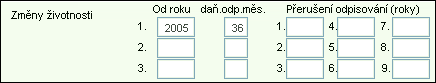 Změny životnosti Od roku daň.odp.měs. Přerušení odpisování (roky)
1. 2005 36 1. 4. 7.
2. 2. 5. 8.
3. 3. 6. 9.